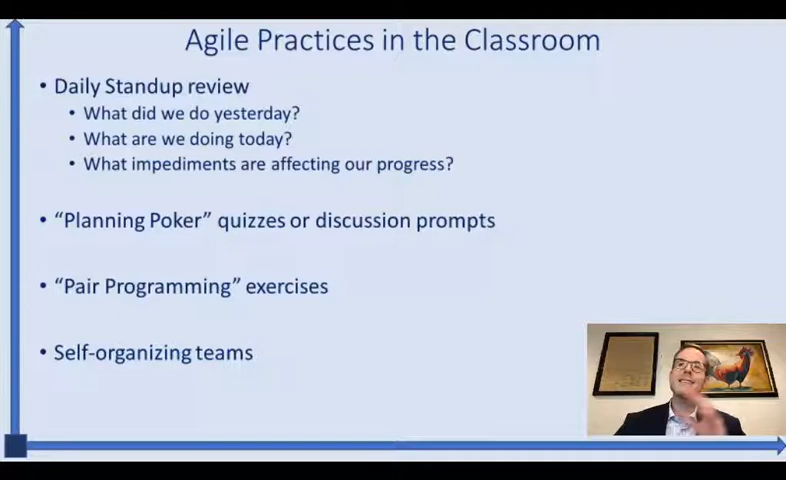 Agile Practices in the Classroom
• Daily Standup review
• What did we do yesterday?
• What are we doing today?
• What impediments are affecting our progress?
• “Planning Poker” quizzes or discussion prompts
• “Pair Programming” exercises
• Self-organizing teams